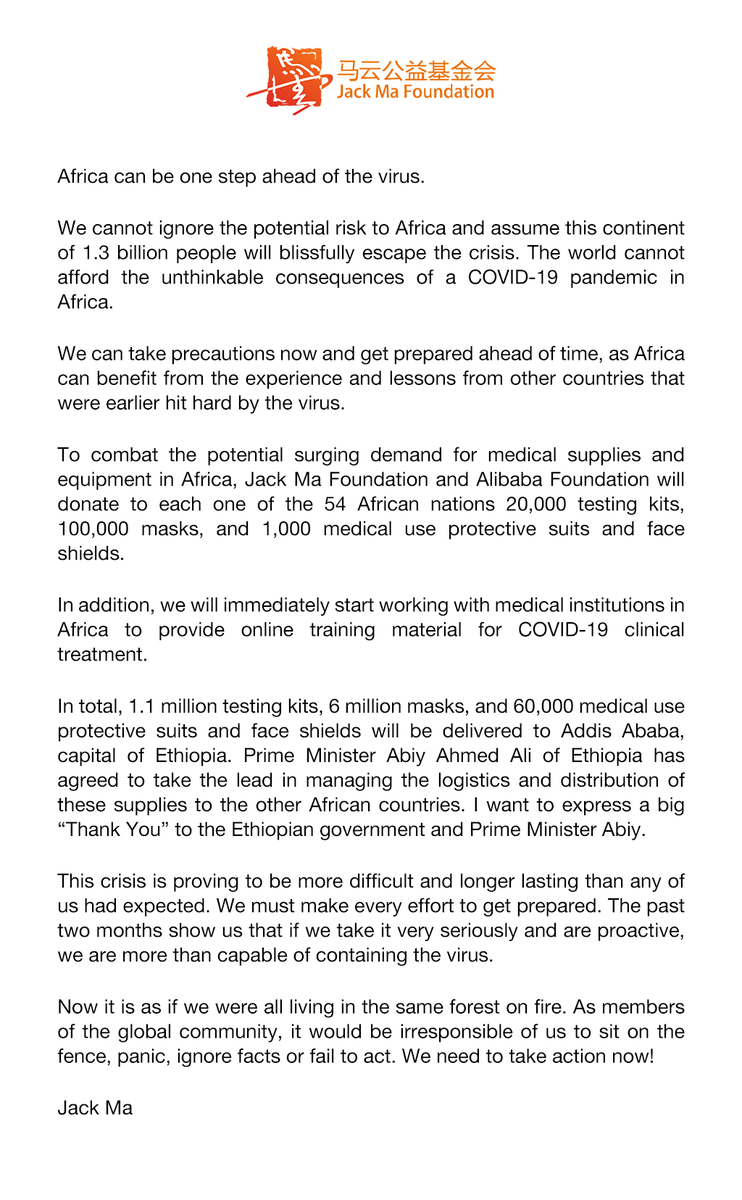 马云公益基金会
Jack Ma Foundation
Africa can be one step ahead of the virus.
We cannot ignore the potential risk to Africa and assume this continent
of 1.3 billion people will blissfully escape the crisis. The world cannot
afford the unthinkable consequences of a COVID-19 pandemic in
Africa.
We can take precautions now and get prepared ahead of time, as Africa
can benefit from the experience and lessons from other countries that
were earlier hit hard by the virus.
To combat the potential surging demand for medical supplies and
equipment in Africa, Jack Ma Foundation and Alibaba Foundation will
donate to each one of the 54 African nations 20,000 testing kits,
100,000 masks, and 1,000 medical use protective suits and face
shields.
In addition, we will immediately start working with medical institutions in
Africa to provide online training material for COVID-19 clinical
treatment.
In total, 1.1 million testing kits, 6 million masks, and 60,000 medical use
protective suits and face shields will be delivered to Addis Ababa,
capital of Ethiopia. Prime Minister Abiy Ahmed Ali of Ethiopia has
agreed to take the lead in managing the logistics and distribution of
these supplies to the other African countries. I want to express a big
“Thank You” to the Ethiopian government and Prime Minister Abiy.
This crisis is proving to be more difficult and longer lasting than any of
us had expected. We must make every effort to get prepared. The past
two months show us that if we take it very seriously and are proactive,
we are more than capable of containing the virus.
Now it is as if we were all living in the same forest on fire. As members
of the global community, it would be irresponsible of us to sit on the
fence, panic, ignore facts or fail to act. We need to take action now!
Jack Ma